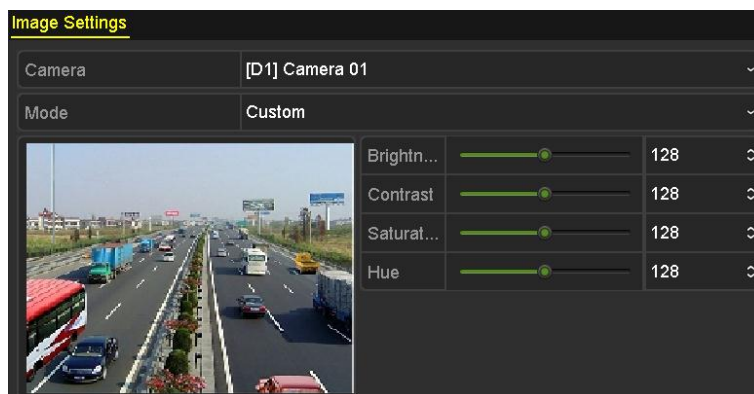 Image Settings
Camera [D1] Camera 01
Mode Custom
Brightn... 128
Contrast 128
Saturat... 128
Hue 128